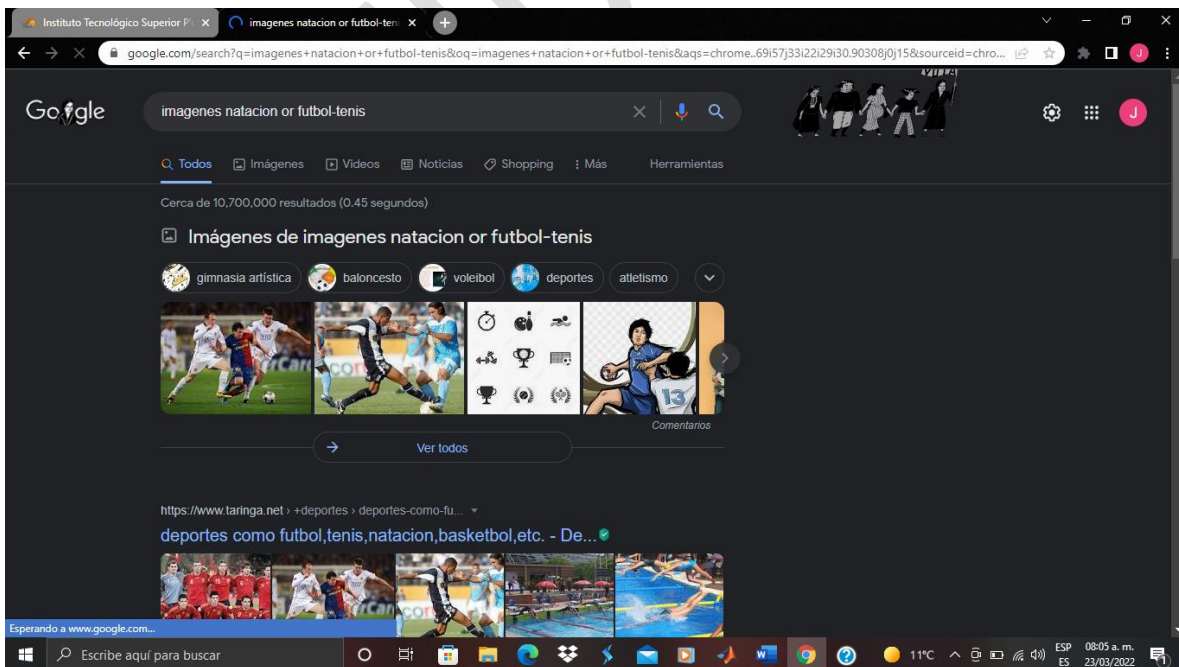 Instituto Tecnológico Superior P
imagenes natacion or futbol-teni
google.com/search?q=imagenes+natacion+or+futbol-tenis&oq=imagenes+natacion+or+futbol-tenis&aqs=chrome..69i57j33i22i29i30.90308j0j15&sourceid=chro...
J
Google
imagenes natacion or futbol-tenis
VILLA
J
Todos
Imágenes
Videos
Noticias
Shopping
Más
Herramientas
Cerca de 10,700,000 resultados (0.45 segundos)
Imágenes de imagenes natacion or futbol-tenis
gimnasia artística
baloncesto
voleibol
deportes
atletismo
13
Comentarios
Ver todos
https://www.taringa.net › +deportes › deportes-como-fu...
deportes como futbol,tenis,natacion,basketbol,etc. - De...
Esperando a www.google.com...
Escribe aquí para buscar
11°C
ESP
ES
08:05 a. m.
23/03/2022